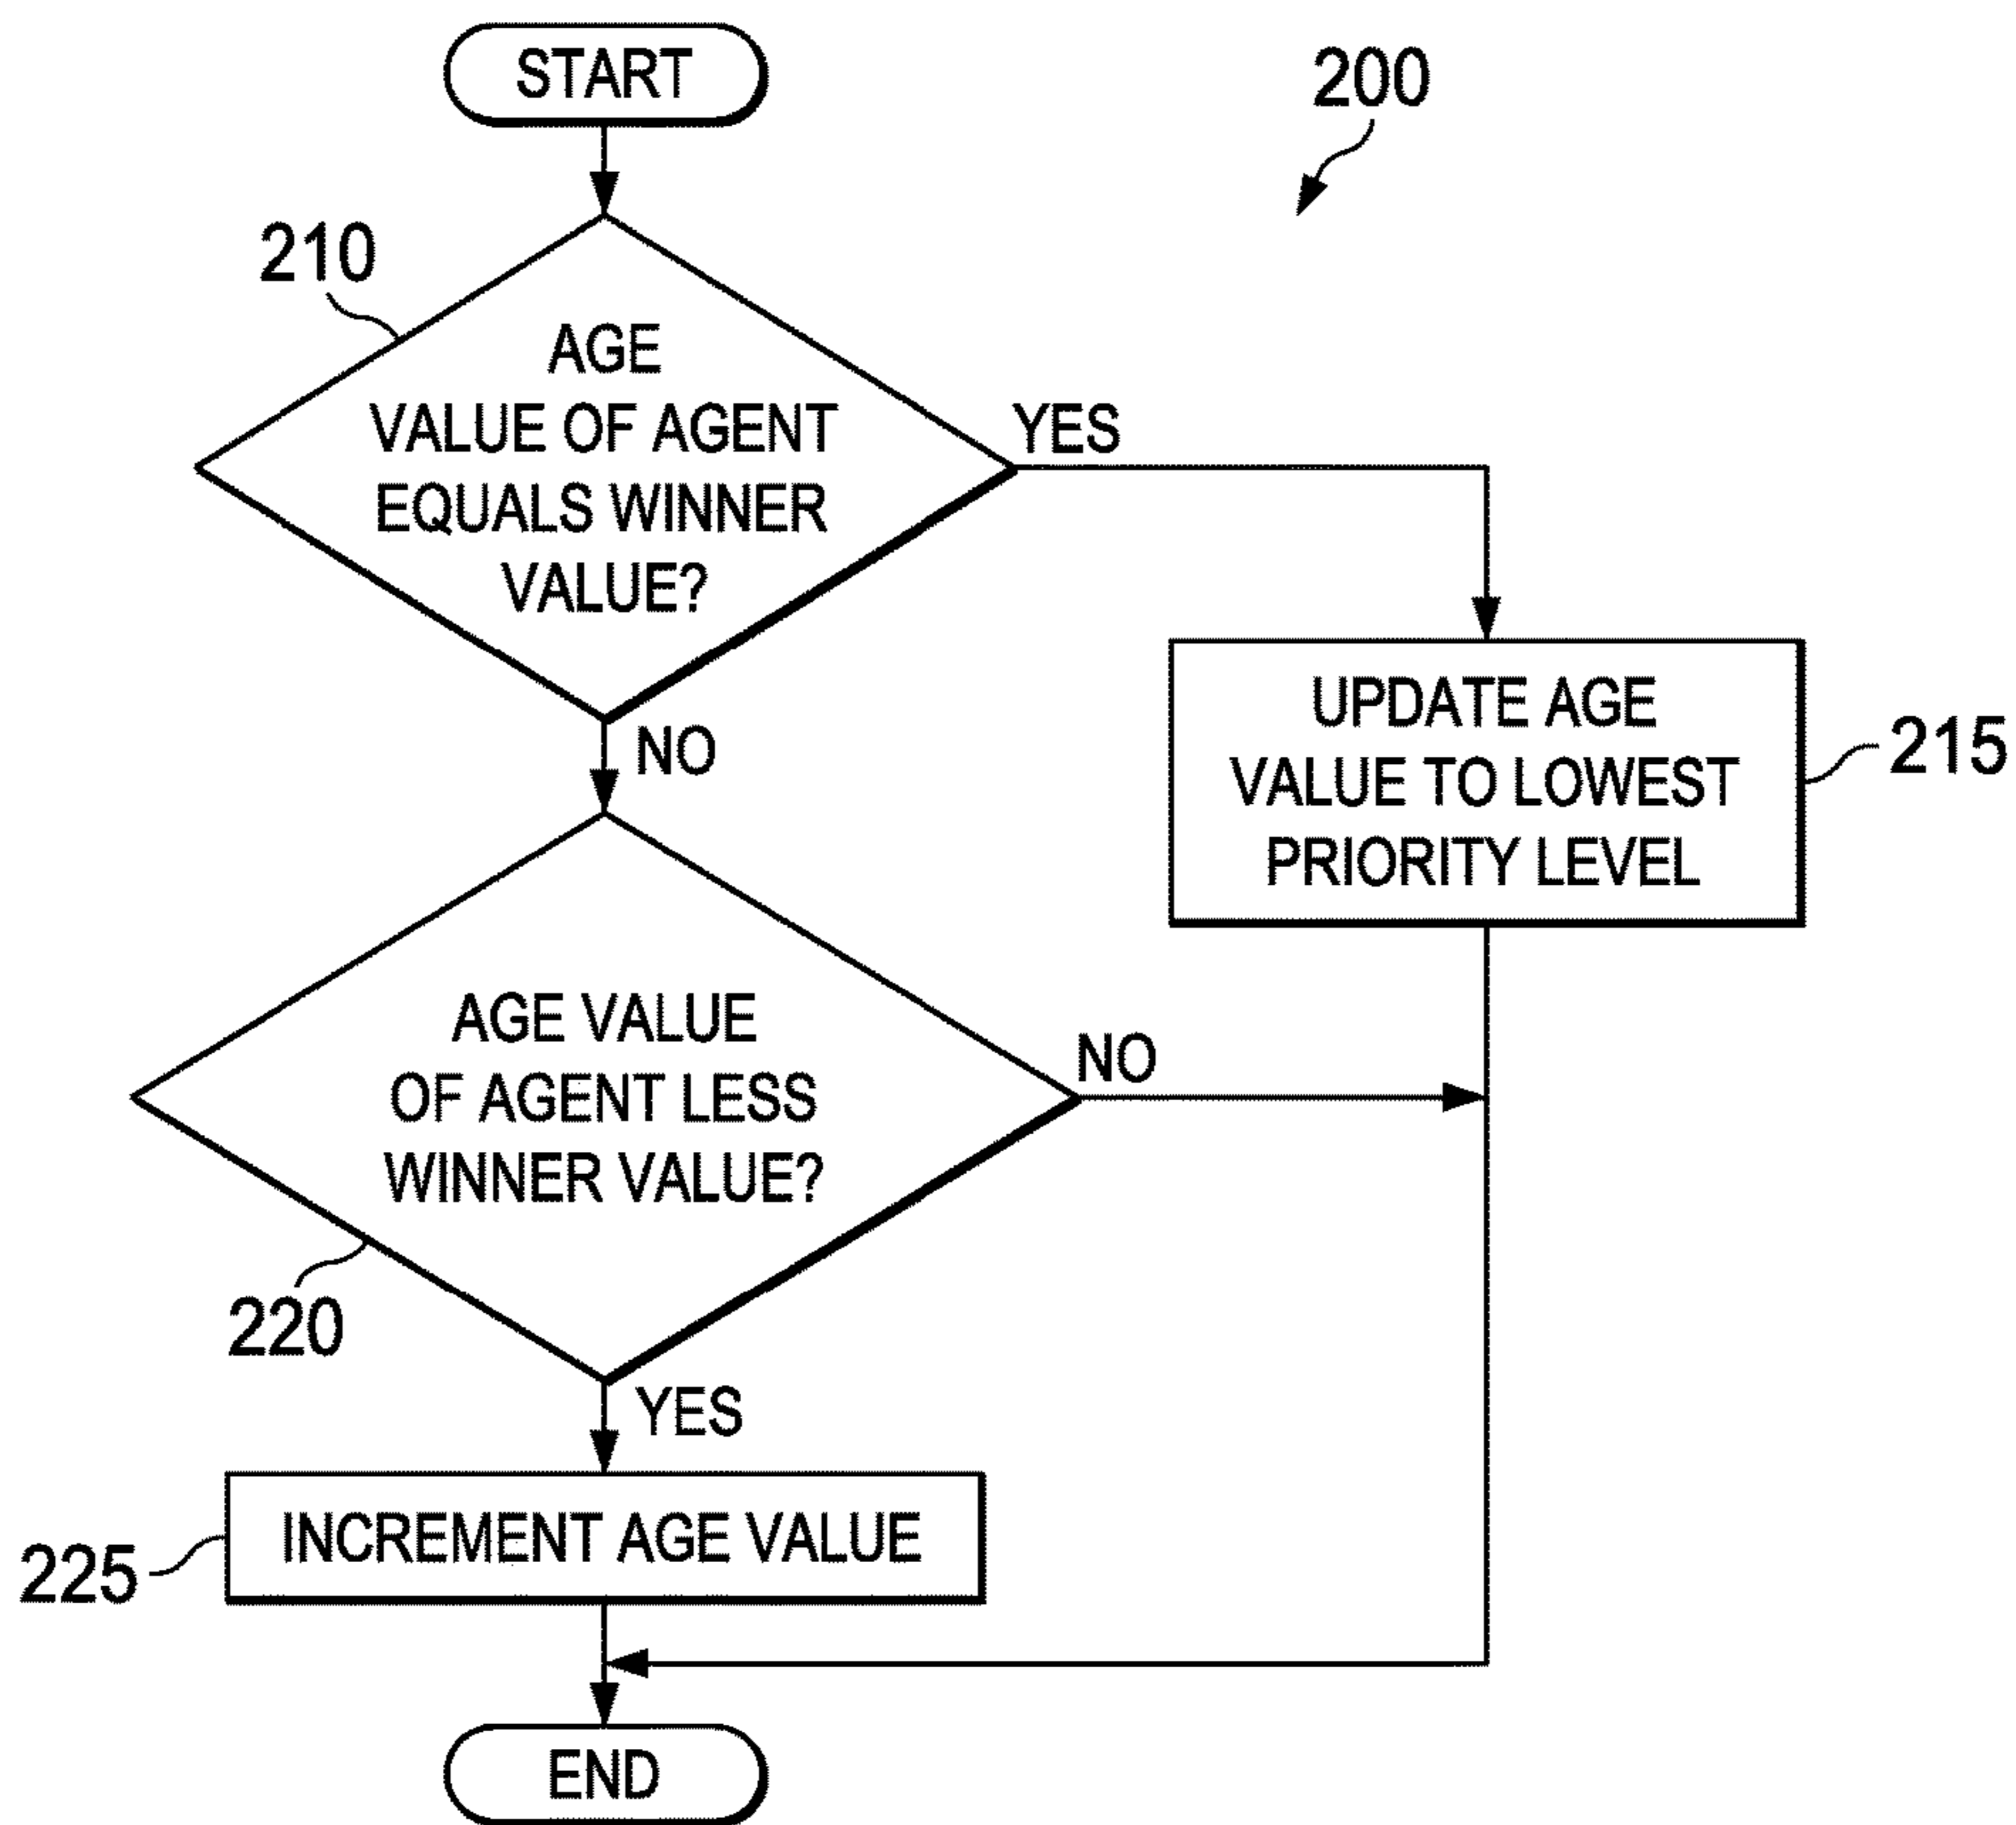 START
200
210
AGE
VALUE OF AGENT
EQUALS WINNER
VALUE?
YES
NO
UPDATE AGE
VALUE TO LOWEST
PRIORITY LEVEL
215
AGE VALUE
OF AGENT LESS
WINNER VALUE?
NO
220
YES
INCREMENT AGE VALUE
225
END